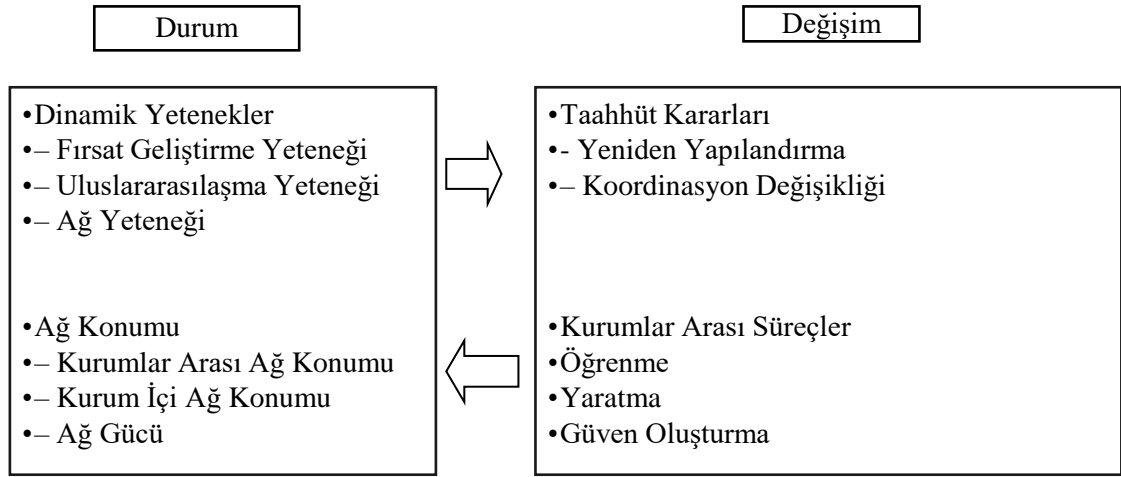 Durum
Değişim
•Dinamik Yetenekler
•– Fırsat Geliştirme Yeteneği
•– Uluslararasılaşma Yeteneği
•– Ağ Yeteneği
•Ağ Konumu
•– Kurumlar Arası Ağ Konumu
•– Kurum İçi Ağ Konumu
•– Ağ Gücü
•Taahhüt Kararları
•- Yeniden Yapılandırma
•– Koordinasyon Değişikliği
•Kurumlar Arası Süreçler
•Öğrenme
•Yaratma
•Güven Oluşturma